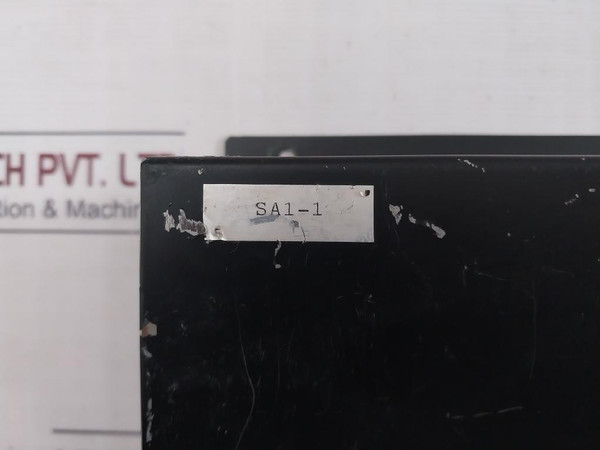 CH PVT. LT
tion & Machin
SA1-1